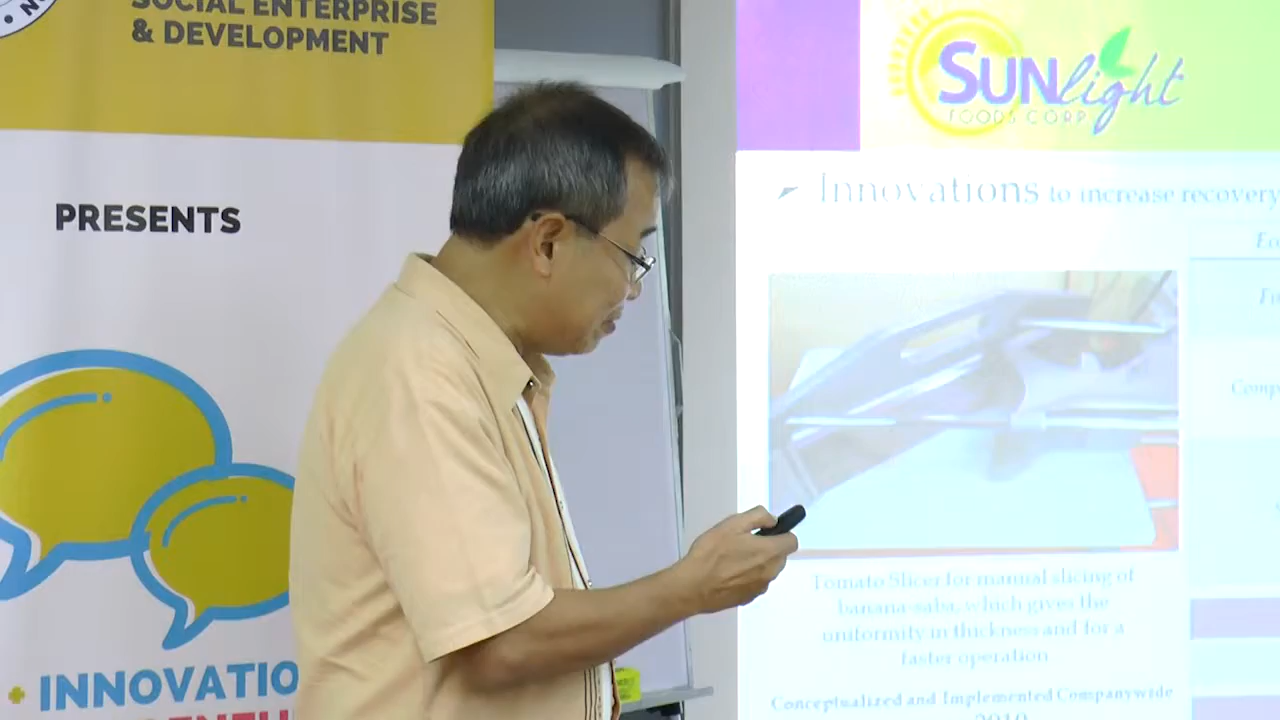 SOCIAL ENTERPRISE
& DEVELOPMENT
PRESENTS
INNOVATIO
SUNlight
FOODS CORP
Innovations to increase recovery
Tomato Slicer for manual slicing of
banana-saba, which gives the
uniformity in thickness and for a
faster operation
Conceptualized and Implemented Companywide
2010